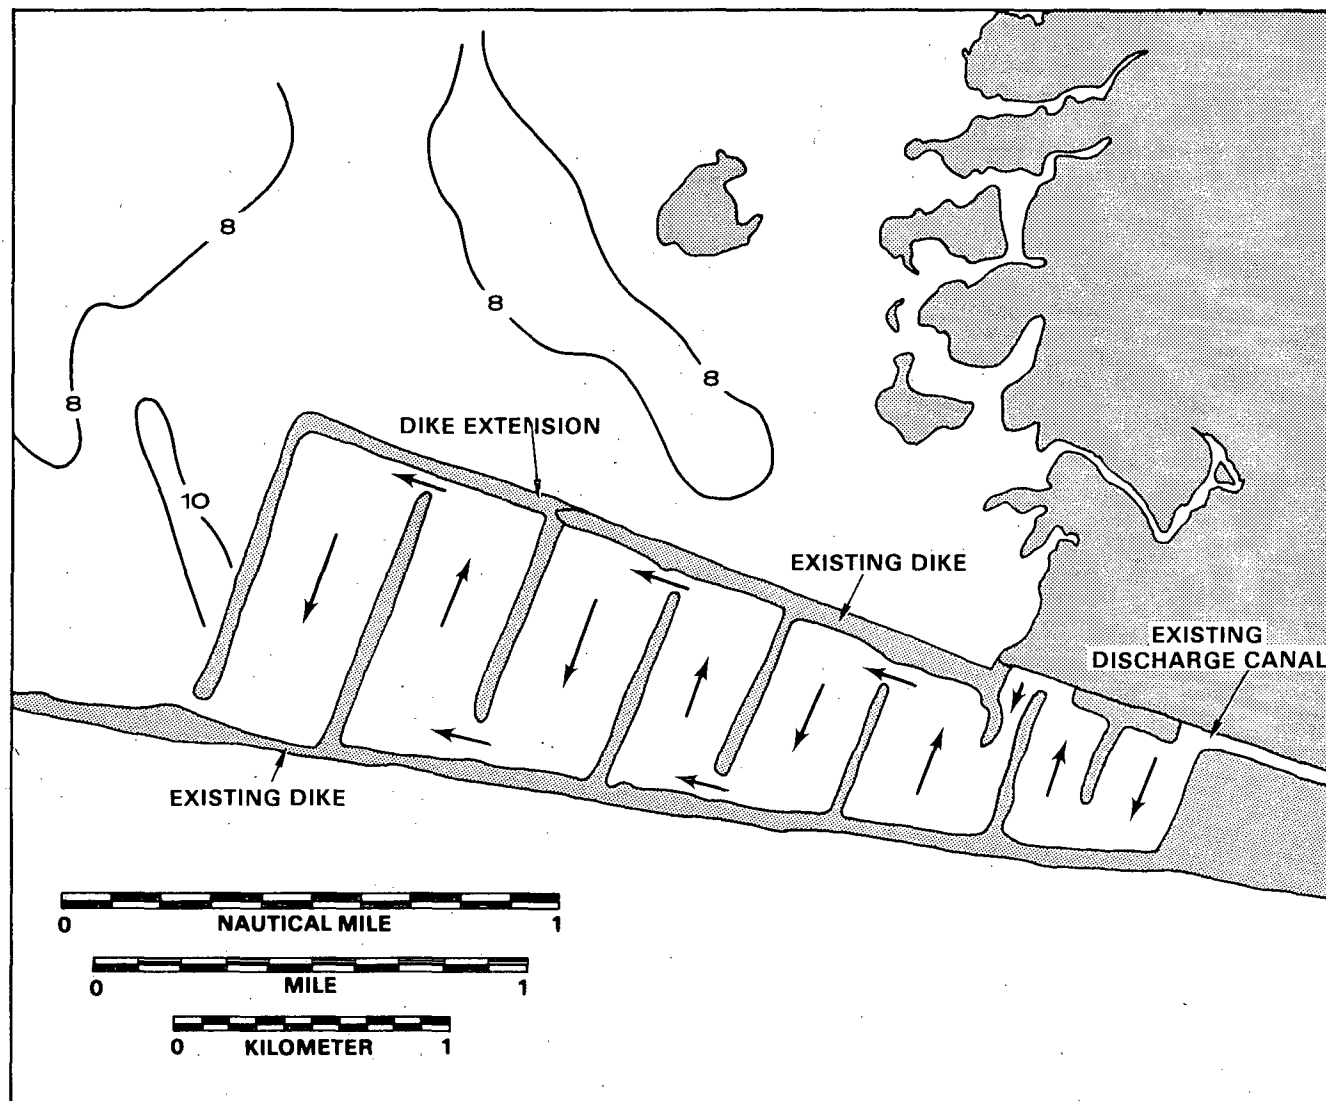 8
8
8
8
10
DIKE EXTENSION
EXISTING DIKE
EXISTING
DISCHARGE CANAL
EXISTING DIKE
0 1
NAUTICAL MILE
0 1
MILE
0 1
KILOMETER